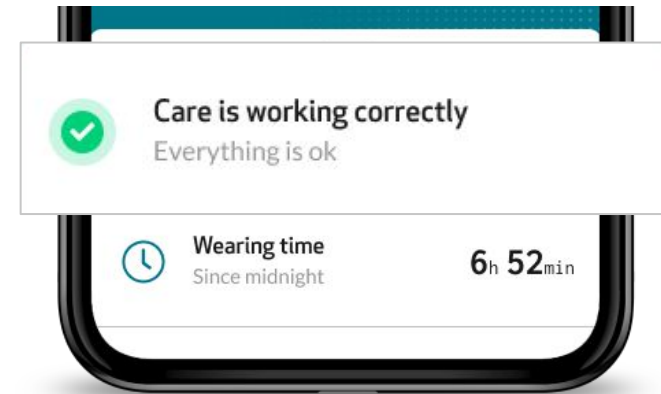 Care is working correctly
Everything is ok
Wearing time
Since midnight
6h 52min